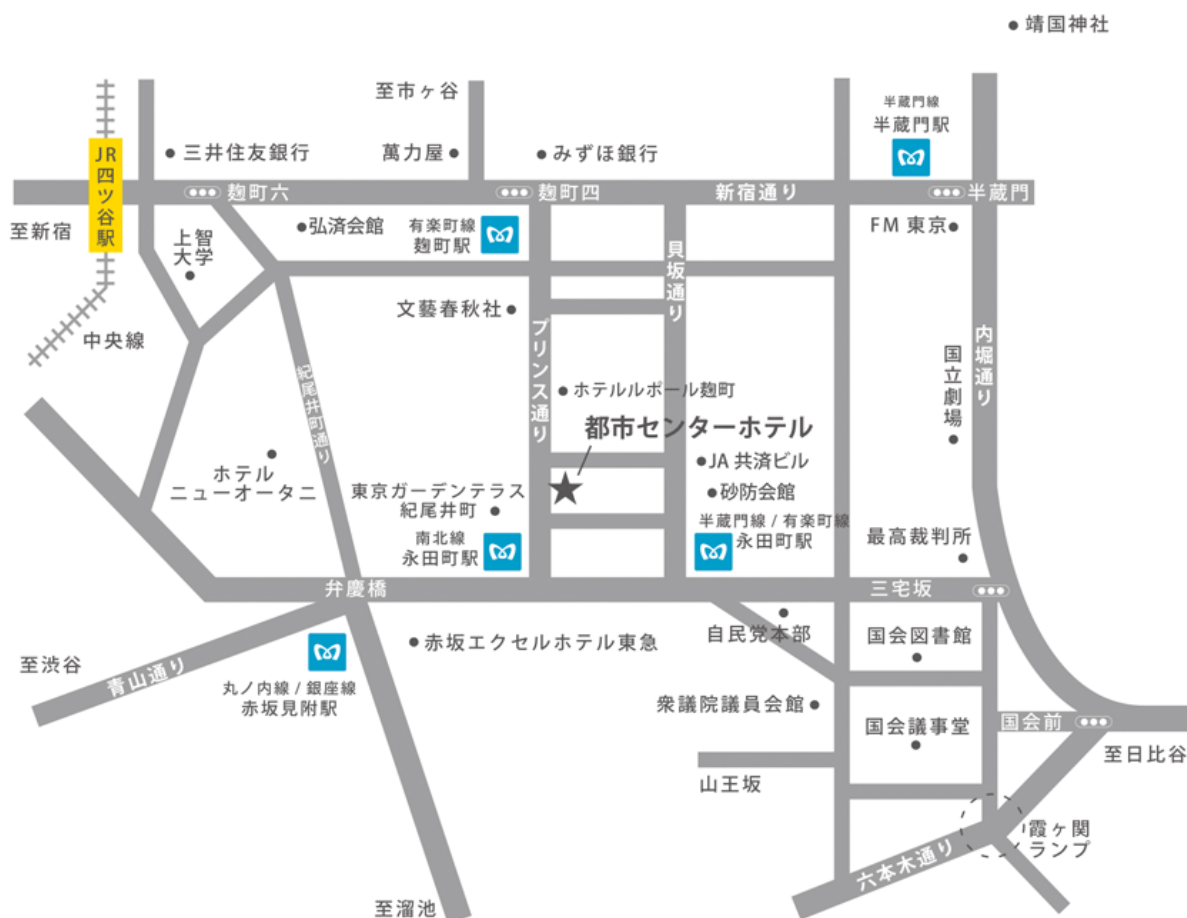 靖国神社
至市ヶ谷
半蔵門線
半蔵門駅
JR四ツ谷駅
三井住友銀行
萬力屋
みずほ銀行
麹町六
麹町四
新宿通り
半蔵門
至新宿
上智
大学
弘済会館
有楽町線
麹町駅
貝坂通り
FM 東京
中央線
文藝春秋社
プリンス通り
内堀通り
国立劇場
紀尾井町通り
ホテルルポール麹町
都市センターホテル
JA 共済ビル
ホテル
ニューオータニ
東京ガーデンテラス
紀尾井町
砂防会館
南北線
永田町駅
半蔵門線 / 有楽町線
永田町駅
最高裁判所
弁慶橋
三宅坂
至渋谷
青山通り
赤坂エクセルホテル東急
自民党本部
国会図書館
丸ノ内線 / 銀座線
赤坂見附駅
衆議院議員会館
国会議事堂
国会前
至日比谷
山王坂
霞ヶ関
ランプ
六本木通り
至溜池